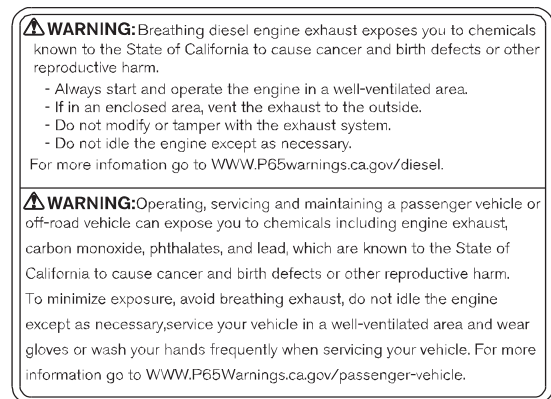 ⚠WARNING: Breathing diesel engine exhaust exposes you to chemicals
known to the State of California to cause cancer and birth defects or other
reproductive harm.
- Always start and operate the engine in a well-ventilated area.
- If in an enclosed area, vent the exhaust to the outside.
- Do not modify or tamper with the exhaust system.
- Do not idle the engine except as necessary.
For more infomation go to WWW.P65warnings.ca.gov/diesel.
⚠WARNING:Operating, servicing and maintaining a passenger vehicle or
off-road vehicle can expose you to chemicals including engine exhaust,
carbon monoxide, phthalates, and lead, which are known to the State of
California to cause cancer and birth defects or other reproductive harm.
To minimize exposure, avoid breathing exhaust, do not idle the engine
except as necessary,service your vehicle in a well-ventilated area and wear
gloves or wash your hands frequently when servicing your vehicle. For more
information go to WWW.P65Warnings.ca.gov/passenger-vehicle.